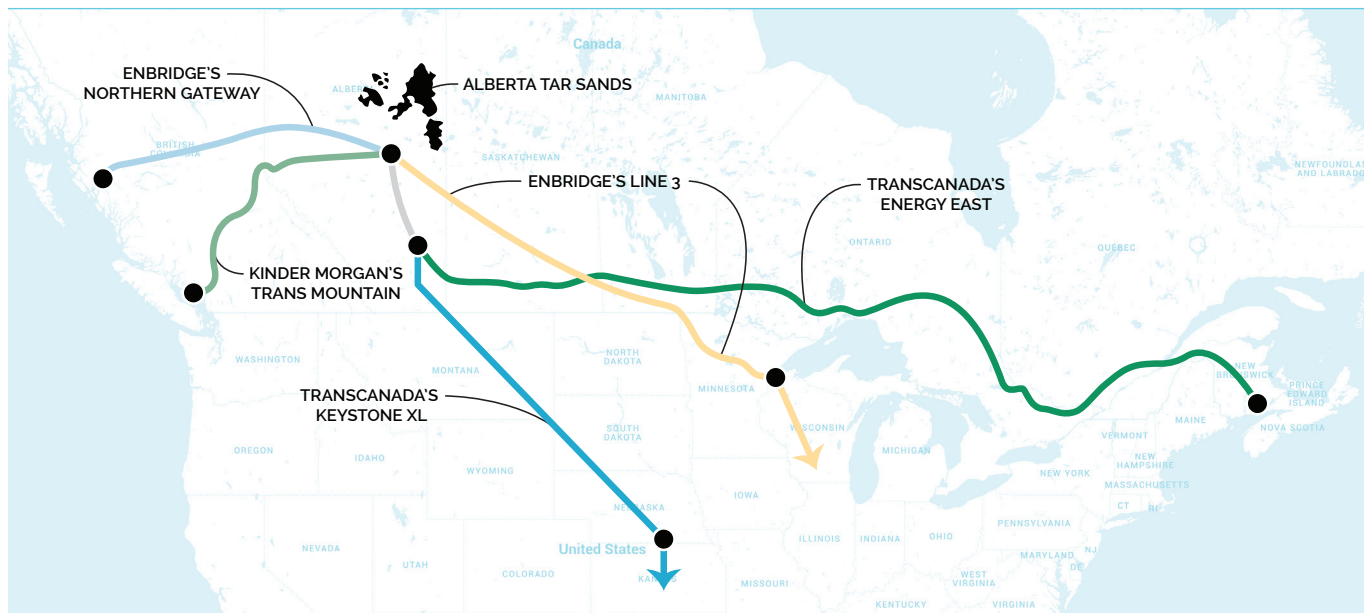 Canada
ENBRIDGE'S
NORTHERN GATEWAY
ALBERTA TAR SANDS
MANITOBA
BRITISH
SASKATCHEWAN
NEWFOUNDLAND
AND LABRADOR
ENBRIDGE'S LINE 3
TRANSCANADA'S
ENERGY EAST
ONTARIO
QUÉBEC
KINDER MORGAN'S
TRANS MOUNTAIN
WASHINGTON
MONTANA
NORTH
DAKOTA
MINNESOTA
NEW
BRUNSWICK
PRINCE
EDWARD
ISLAND
NOVA SCOTIA
MAINE
TRANSCANADA'S
KEYSTONE XL
SOUTH
DAKOTA
WISCONSIN
MICHIGAN
VERMONT
NEW
HAMPSHIRE
OREGON
IDAHO
WYOMING
NEW YORK
MASSACHUSETTS
CT
RI
IOWA
NEBRASKA
PENNSYLVANIA
NEVADA
UTAH
COLORADO
United States
KANSAS
MISSOURI
ILLINOIS
INDIANA
OHIO
MARYLAND
NJ
DE
WEST
VIRGINIA
KENTUCKY
VIRGINIA